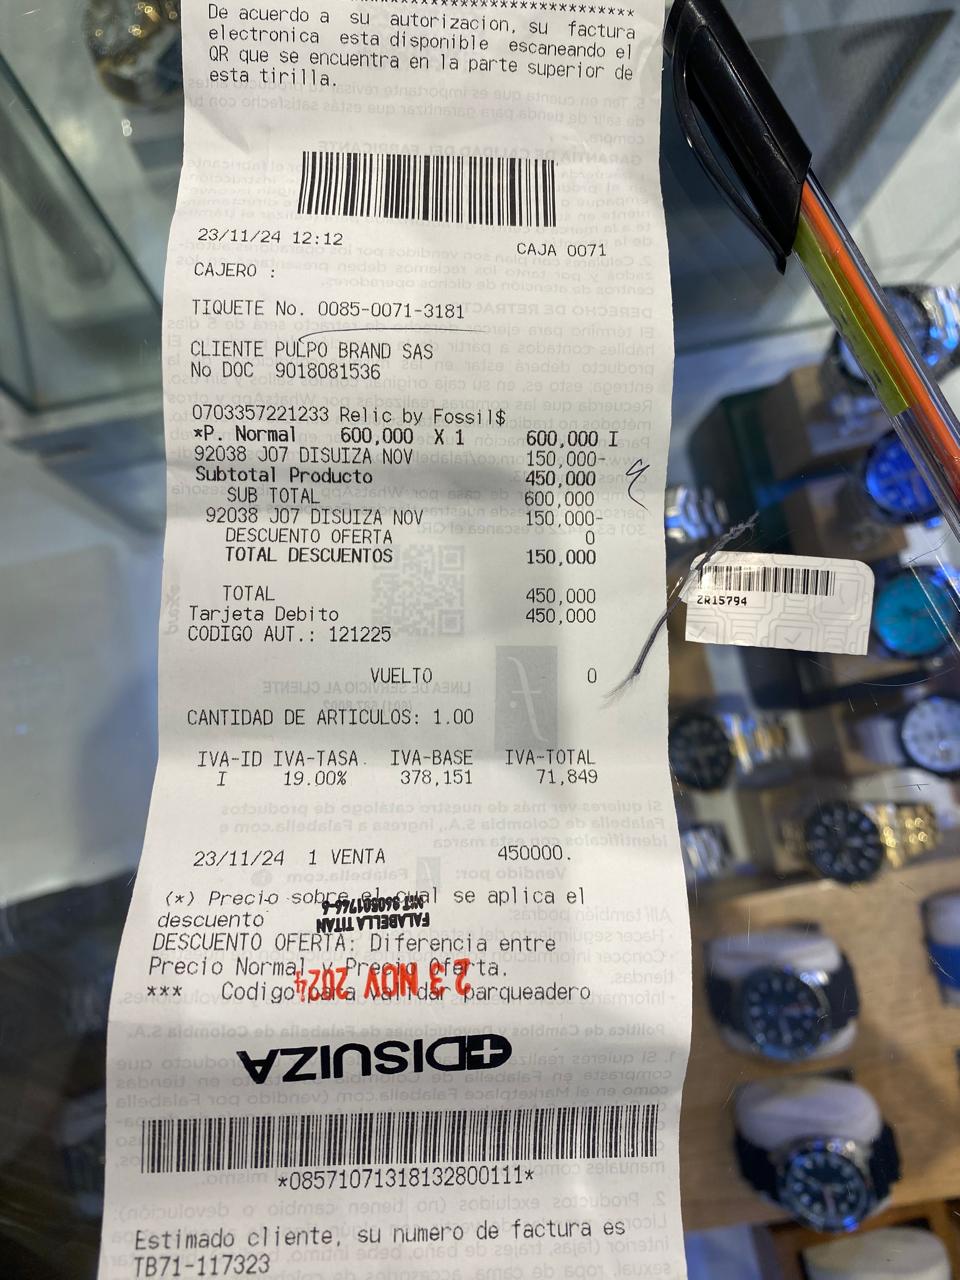 ***********************************
De acuerdo a su autorizacion, su factura
electronica esta disponible escaneando el
QR que se encuentra en la parte superior de
esta tirilla.
23/11/24 12:12 CAJA 0071
CAJERO :
TIQUETE No. 0085-0071-3181
CLIENTE PULPO BRAND SAS
No DOC 9018081536
0703357221233 Relic by Fossil$
*P. Normal 600,000 X 1 600,000 I
92038 J07 DISUIZA NOV 150,000-
Subtotal Producto 450,000
SUB TOTAL 600,000
92038 J07 DISUIZA NOV 150,000-
DESCUENTO OFERTA 0
TOTAL DESCUENTOS 150,000
TOTAL 450,000
Tarjeta Debito 450,000
CODIGO AUT.: 121225
VUELTO 0
CANTIDAD DE ARTICULOS: 1.00
IVA-ID IVA-TASA. IVA-BASE IVA-TOTAL
I 19.00% 378,151 71,849
23/11/24 1 VENTA 450000.
(*) Precio sobre el cual se aplica el
descuento
FALABELLA TITAN
DESCUENTO OFERTA: Diferencia entre
Precio Normal y Precio Oferta.
23 NOV 2024
*** Codigo para validar parqueadero
DISUIZA
*08571071318132800111*
Estimado cliente, su numero de factura es
TB71-117323
ZR15794